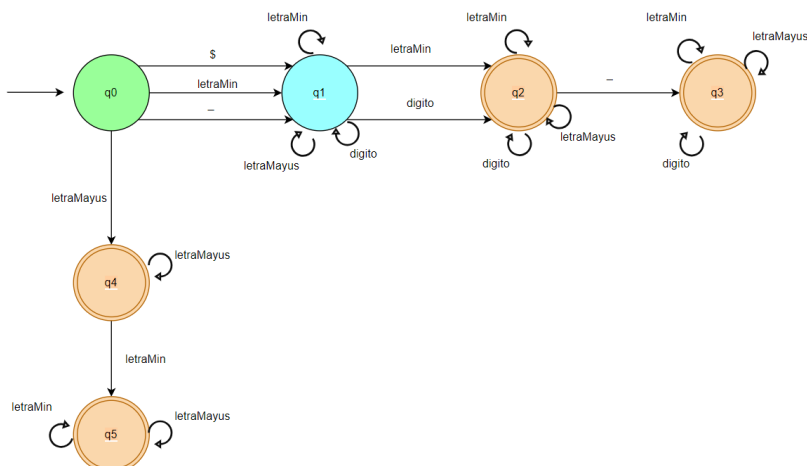 letraMin
$
letraMin
letraMin
letraMin
letraMayus
q0
letraMin
q1
q2
_
q3
_
digito
letraMayus
letraMayus
digito
digito
digito
letraMayus
q4
letraMayus
letraMin
letraMin
letraMayus
q5